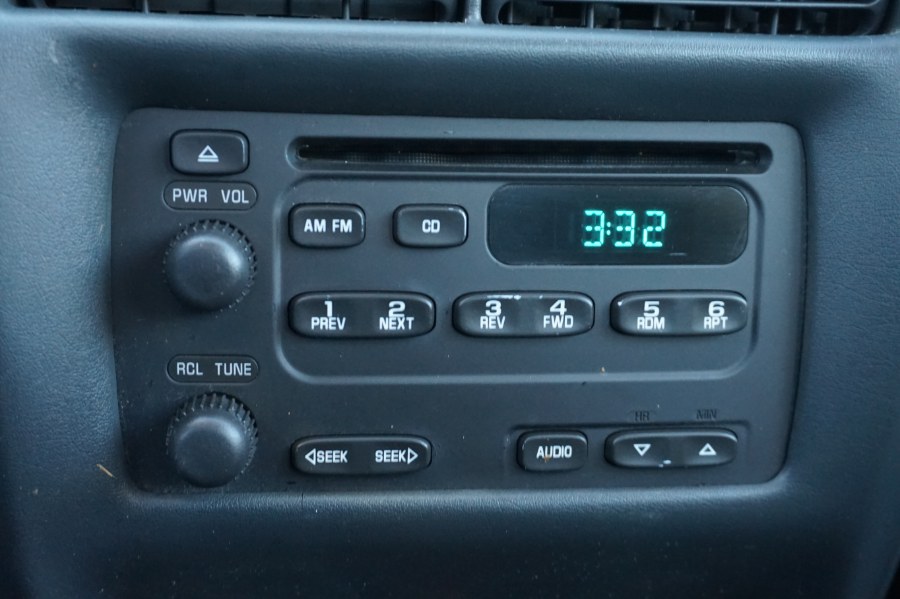 PWR VOL
AM FM
CD
3:32
1 2 3 4 5 6
PREV NEXT REV FWD RDM RPT
RCL TUNE
HR MIN
SEEK SEEK
AUDIO